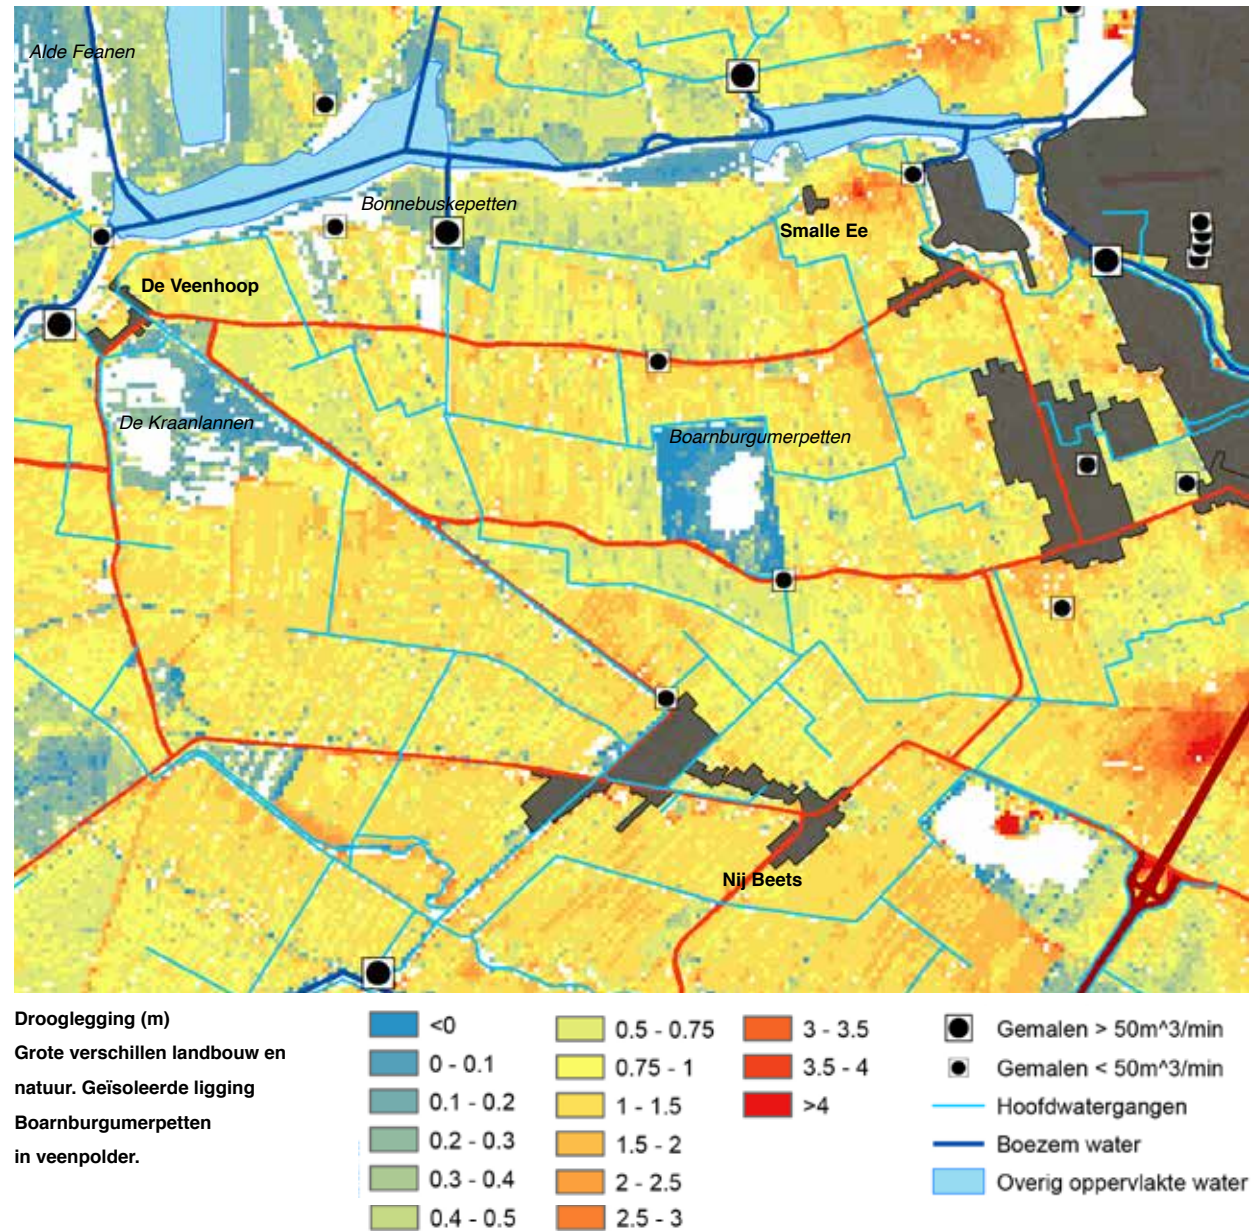 Alde Feanen
Bonnebuskepetten
Smalle Ee
De Veenhoop
De Kraanlannen
Boarnburgumerpetten
Nij Beets
Drooglegging (m)
Grote verschillen landbouw en
natuur. Geïsoleerde ligging
Boarnburgumerpetten
in veenpolder.
<0
0 - 0.1
0.1 - 0.2
0.2 - 0.3
0.3 - 0.4
0.4 - 0.5
0.5 - 0.75
0.75 - 1
1 - 1.5
1.5 - 2
2 - 2.5
2.5 - 3
3 - 3.5
3.5 - 4
>4
Gemalen > 50m^3/min
Gemalen < 50m^3/min
Hoofdwatergangen
Boezem water
Overig oppervlakte water